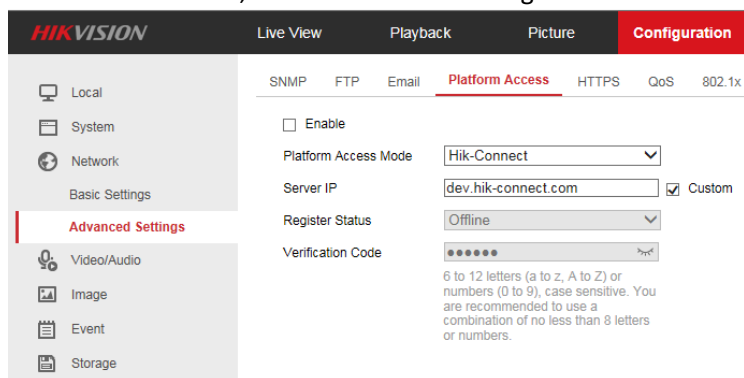 HIKVISION
Live View Playback Picture Configuration
Local
System
Network
Basic Settings
Advanced Settings
Video/Audio
Image
Event
Storage
SNMP FTP Email Platform Access HTTPS QoS 802.1x
Enable
Platform Access Mode Hik-Connect
Server IP dev.hik-connect.com Custom
Register Status Offline
Verification Code ●●●●●●
6 to 12 letters (a to z, A to Z) or
numbers (0 to 9), case sensitive. You
are recommended to use a
combination of no less than 8 letters
or numbers.